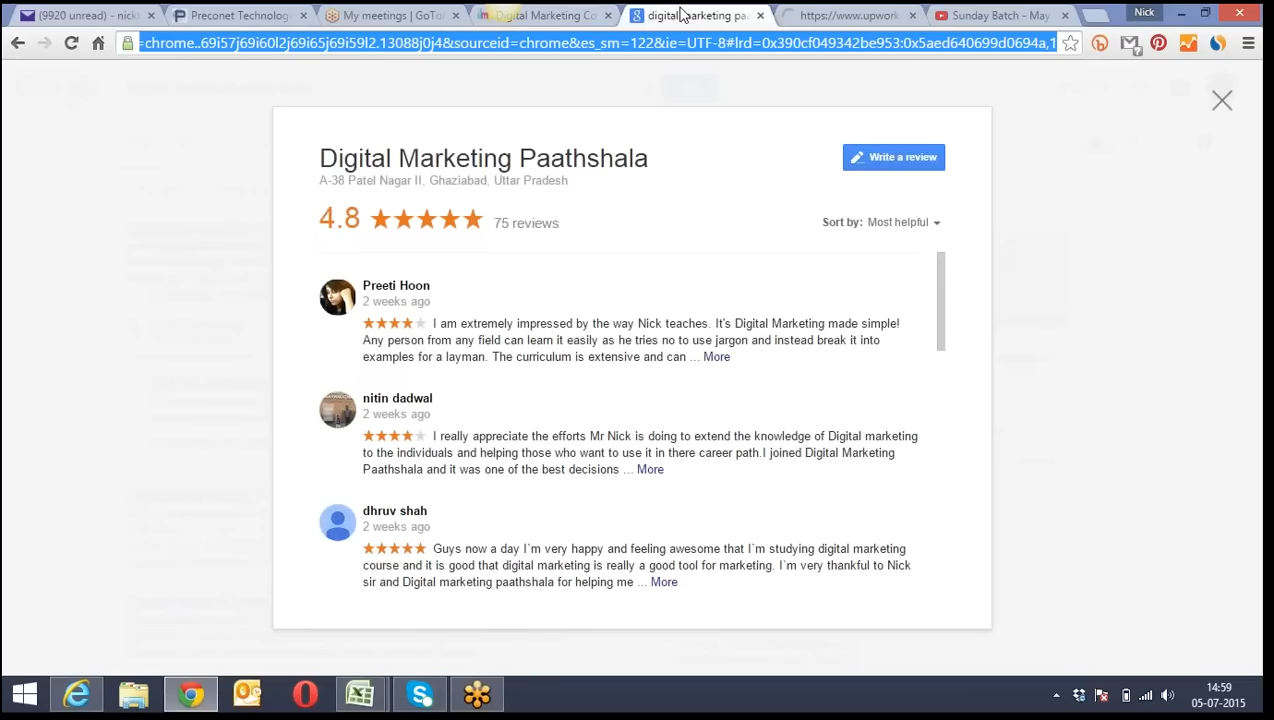 (9920 unread) - nickl
Preconet Technolog
My meetings | GoTo
Digital Marketing Co
digital marketing paa
https://www.upwork
Sunday Batch - May
Nick
chrome..69i57j69i60l2j69i65j69i59l2.13088j0j4&sourceid=chrome&es_sm=122&ie=UTF-8#lrd=0x390cf049342be953:0x5aed640699d0694a,1
Digital Marketing Paathshala
Write a review
A-38 Patel Nagar II, Ghaziabad, Uttar Pradesh
4.8 75 reviews
Sort by: Most helpful
Preeti Hoon
2 weeks ago
I am extremely impressed by the way Nick teaches. It's Digital Marketing made simple!
Any person from any field can learn it easily as he tries no to use jargon and instead break it into
examples for a layman. The curriculum is extensive and can ... More
nitin dadwal
2 weeks ago
I really appreciate the efforts Mr Nick is doing to extend the knowledge of Digital marketing
to the individuals and helping those who want to use it in there career path.I joined Digital Marketing
Paathshala and it was one of the best decisions ... More
dhruv shah
2 weeks ago
Guys now a day I`m very happy and feeling awesome that I`m studying digital marketing
course and it is good that digital marketing is really a good tool for marketing. I`m very thankful to Nick
sir and Digital marketing paathshala for helping me ... More
14:59
05-07-2015